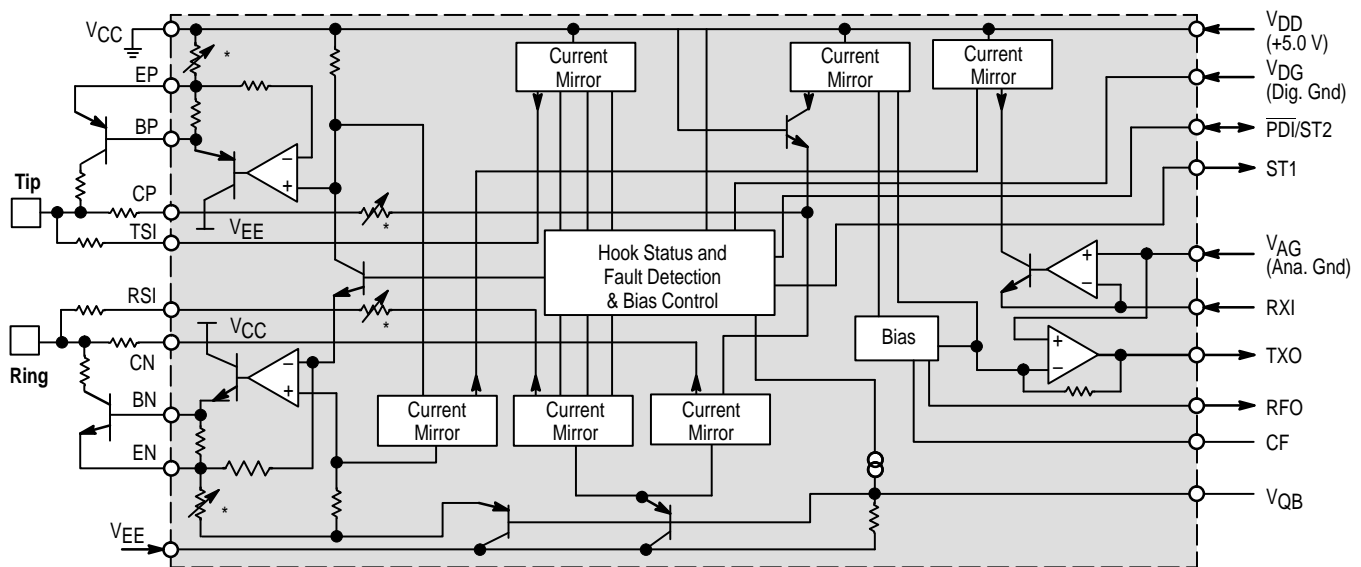 VCC
EP
BP
Tip
CP
TSI
RSI
Ring
CN
BN
EN
VEE
*
Current
Mirror
Current
Mirror
Current
Mirror
VEE
*
Hook Status and
Fault Detection
& Bias Control
*
VCC
Bias
Current
Mirror
Current
Mirror
Current
Mirror
*
−
+
−
+
+
−
+
−
VDD
(+5.0 V)
VDG
(Dig. Gnd)
PDI/ST2
ST1
VAG
(Ana. Gnd)
RXI
TXO
RFO
CF
VQB